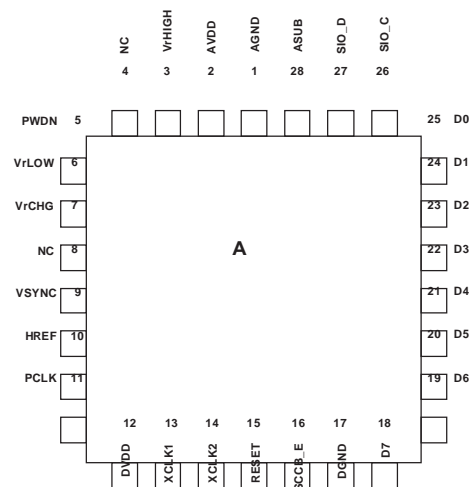 NC VrHIGH AVDD AGND ASUB SIO_D SIO_C
4 3 2 1 28 27 26
PWDN 5 25 D0
VrLOW 6 24 D1
VrCHG 7 23 D2
NC 8 22 D3
A
VSYNC 9 21 D4
HREF 10 20 D5
PCLK 11 19 D6
12 13 14 15 16 17 18
DVDD XCLK1 XCLK2 RESET SCCB_E DGND D7